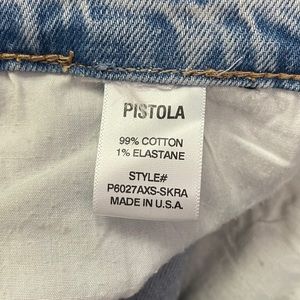 PISTOLA
99% COTTON
1% ELASTANE
STYLE#
P6027AXS-SKRA
MADE IN U.S.A.